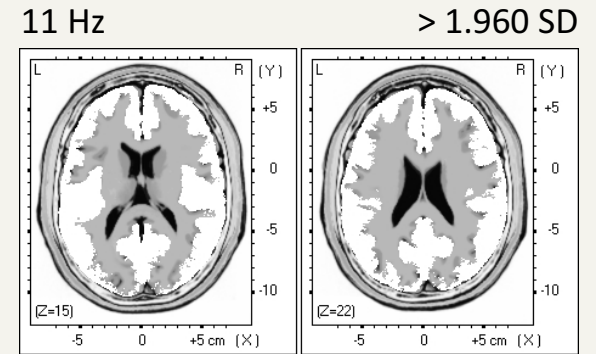 11 Hz > 1.960 SD
L R (Y) L R (Y)
+5 +5
0 0
-5 -5
-10 -10
(Z=15) (Z=22)
-5 0 +5 cm (X) -5 0 +5 cm (X)